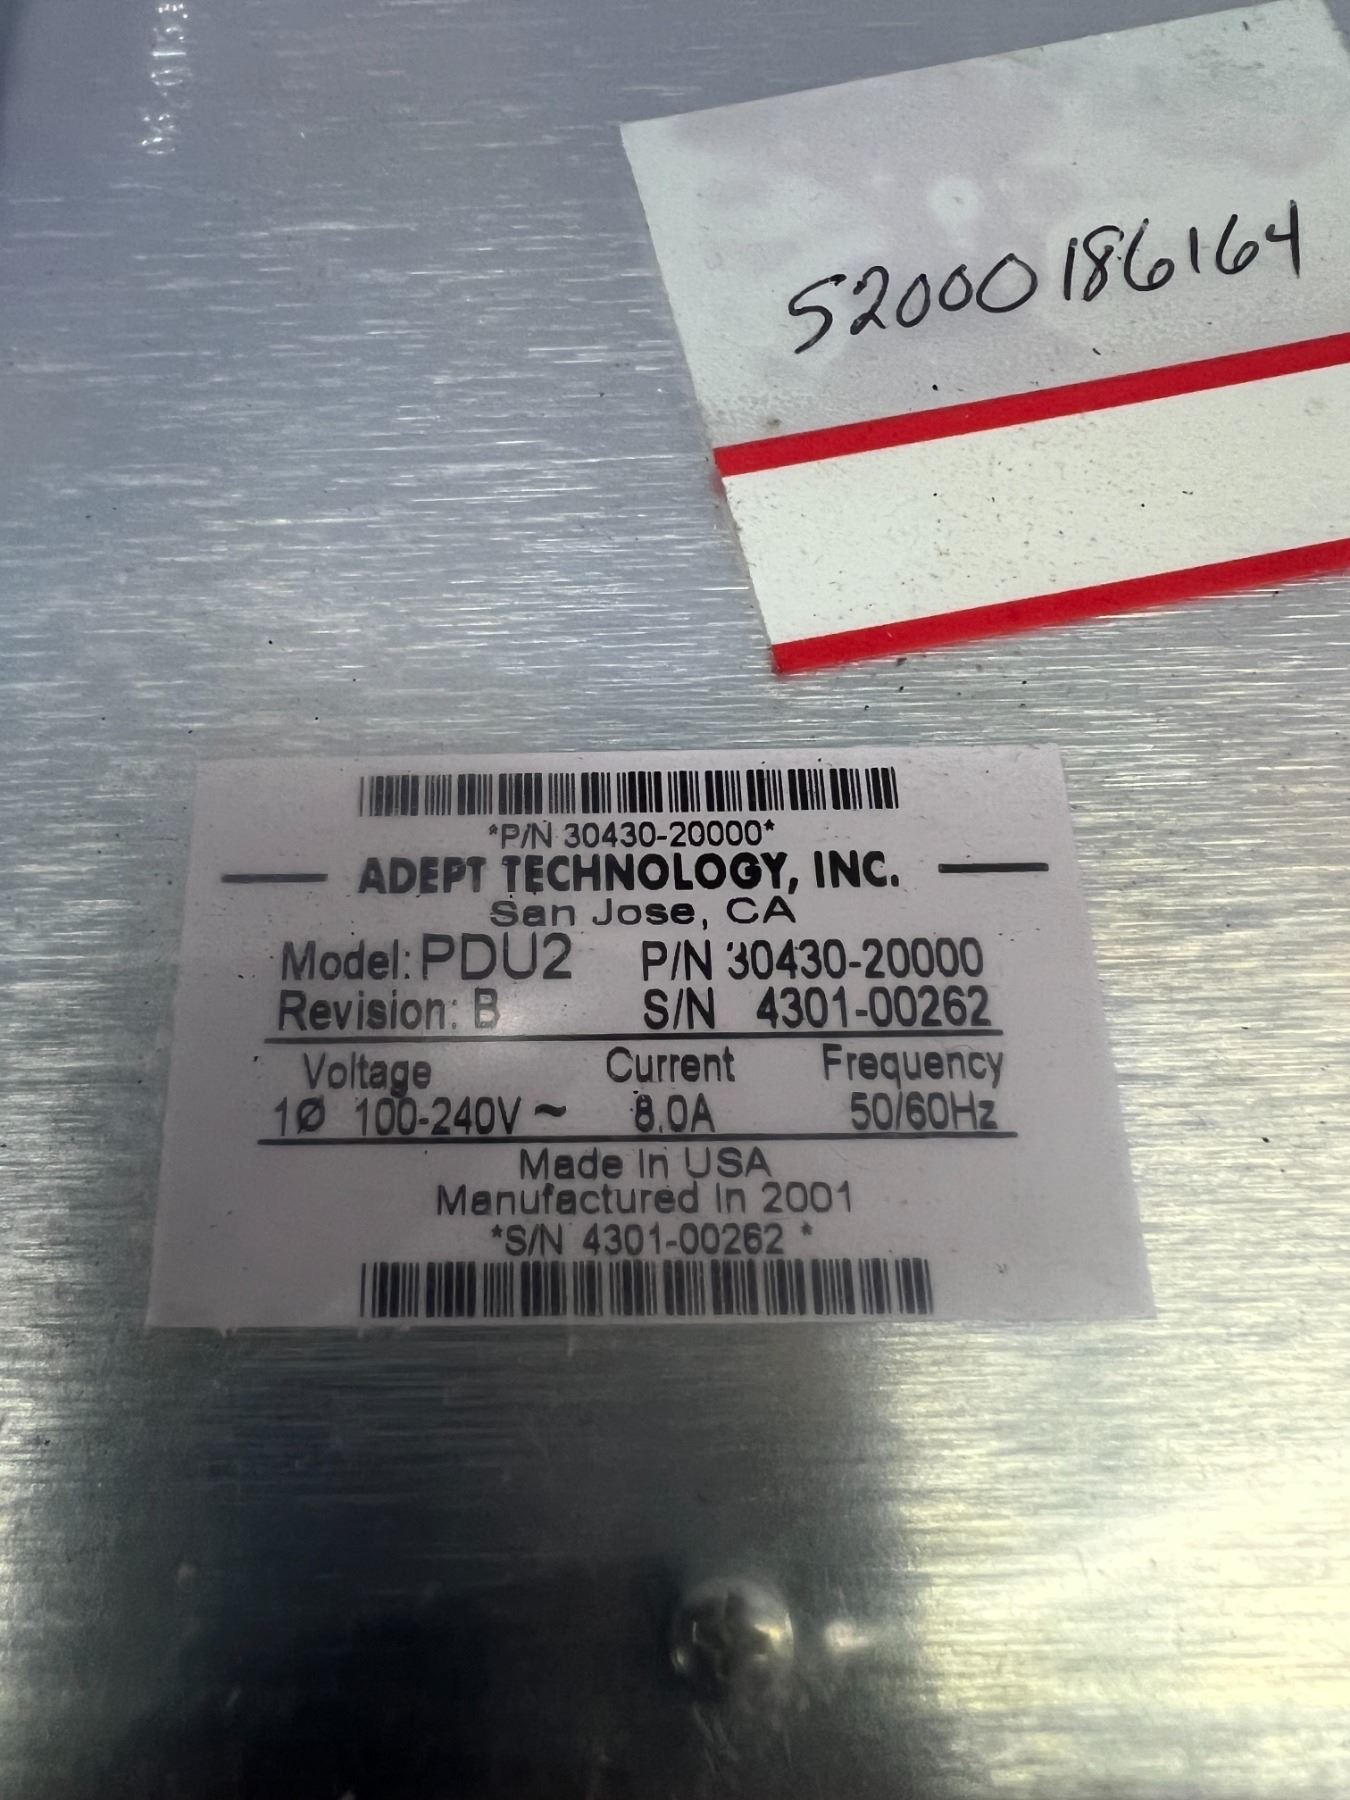 52000186164
*P/N 30430-20000*
ADEPT TECHNOLOGY, INC.
San Jose, CA
Model: PDU2 P/N 30430-20000
Revision: B S/N 4301-00262
Voltage Current Frequency
1Ø 100-240V ~ 8.0A 50/60Hz
Made In USA
Manufactured In 2001
*S/N 4301-00262 *